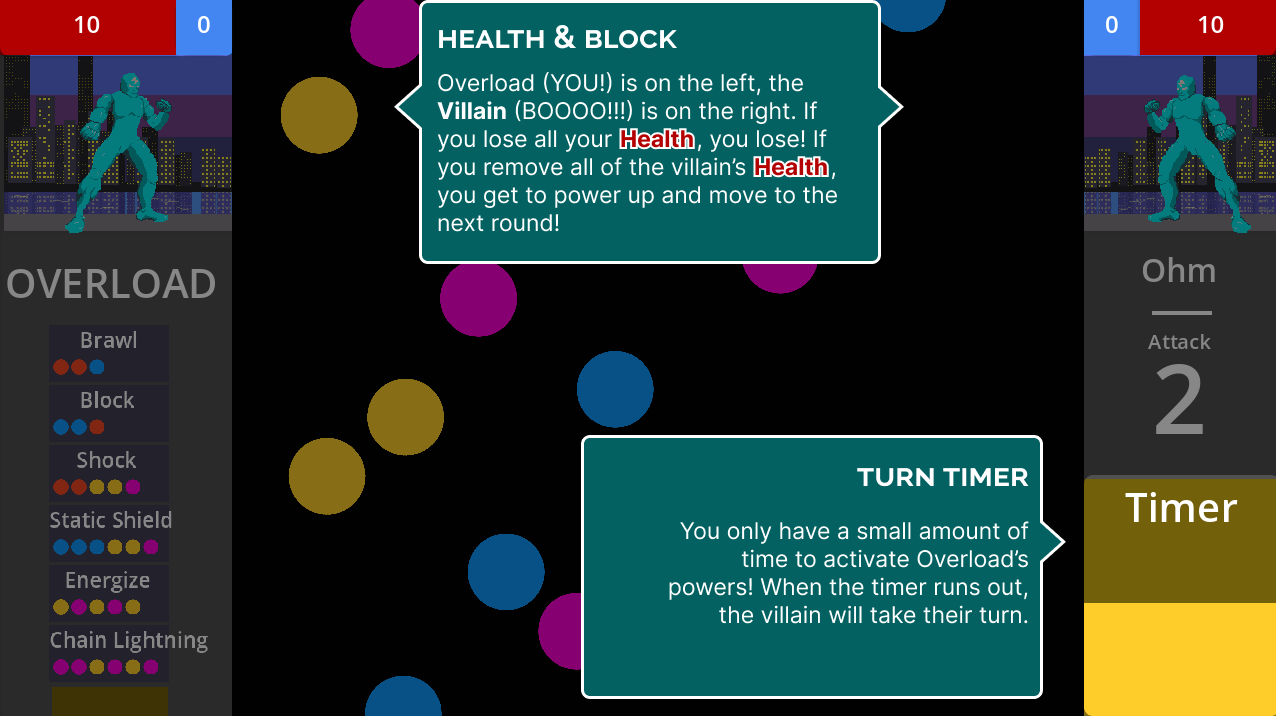 10
0
0
10
HEALTH & BLOCK
Overload (YOU!) is on the left, the
Villain (BOOOO!!!) is on the right. If
you lose all your Health, you lose! If
you remove all of the villain’s Health,
you get to power up and move to the
next round!
OVERLOAD
Brawl
Block
Shock
Static Shield
Energize
Chain Lightning
Ohm
Attack
2
TURN TIMER
You only have a small amount of
time to activate Overload’s
powers! When the timer runs out,
the villain will take their turn.
Timer